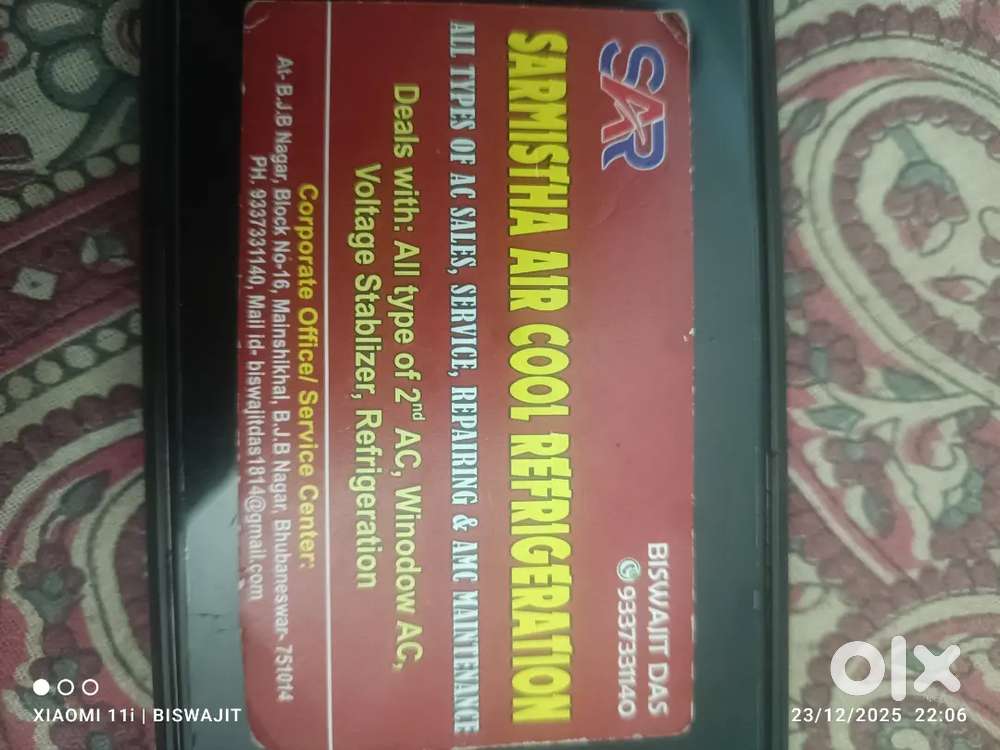 SAR
BISWAJIT DAS
9337331140
SARMISTHA AIR COOL REFRIGERATION
ALL TYPES OF AC SALES, SERVICE, REPAIRING & AMC MAINTENANCE
Deals with: All type of 2nd AC, Winodow AC,
Voltage Stablizer, Refrigeration
Corporate Office/ Service Center:
At- B.J.B Nagar, Block No-16, Mainshikhal, B.J.B Nagar, Bhubaneswar- 751014
PH 9337331140, Mail id- biswajitdas1814@gmail.com
XIAOMI 11i | BISWAJIT
olx
23/12/2025 22:06